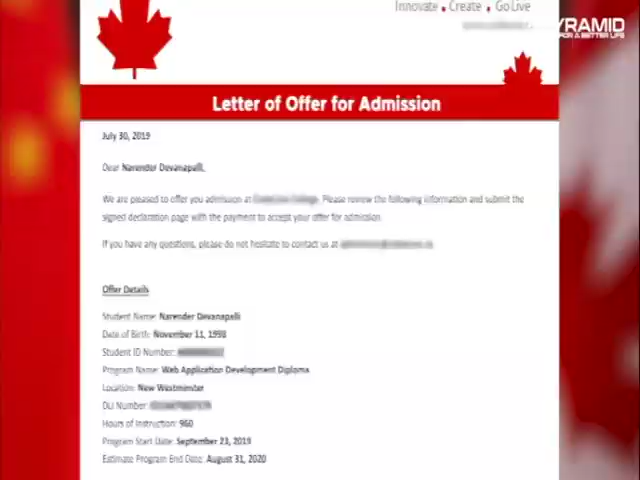 Innovate • Create • Go Live
PYRAMID
FOR A BETTER LIFE
Letter of Offer for Admission
July 30, 2019
Dear Narender Devanapalli,
We are pleased to offer you admission at Please review the following information and submit the
signed declaration page with the payment to accept your offer for admission
If you have any questions, please do not hesitate to contact us at
Offer Details
Student Name: Narender Devanapalli
Date of Birth: November 11, 1998
Student ID Number:
Program Name: Web Application Development Diploma
Location: New Westminster
DLI Number:
Hours of Instruction: 960
Program Start Date: September 23, 2019
Estimate Program End Date: August 31, 2020